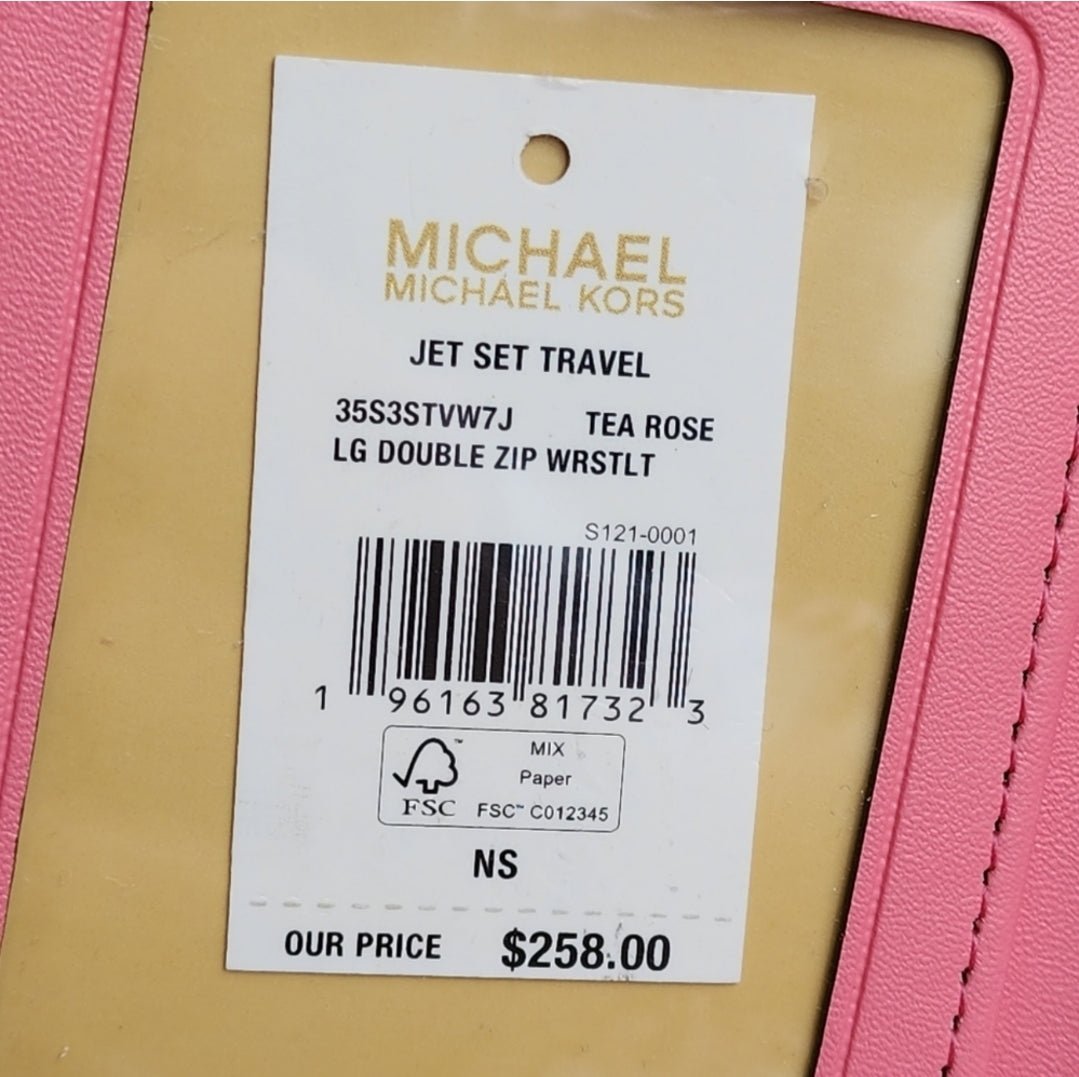 MICHAEL
MICHAEL KORS
JET SET TRAVEL
35S3STVW7J TEA ROSE
LG DOUBLE ZIP WRSTLT
S121-0001
1 96163 81732 3
FSC™
MIX
Paper
FSC™ C012345
NS
OUR PRICE $258.00